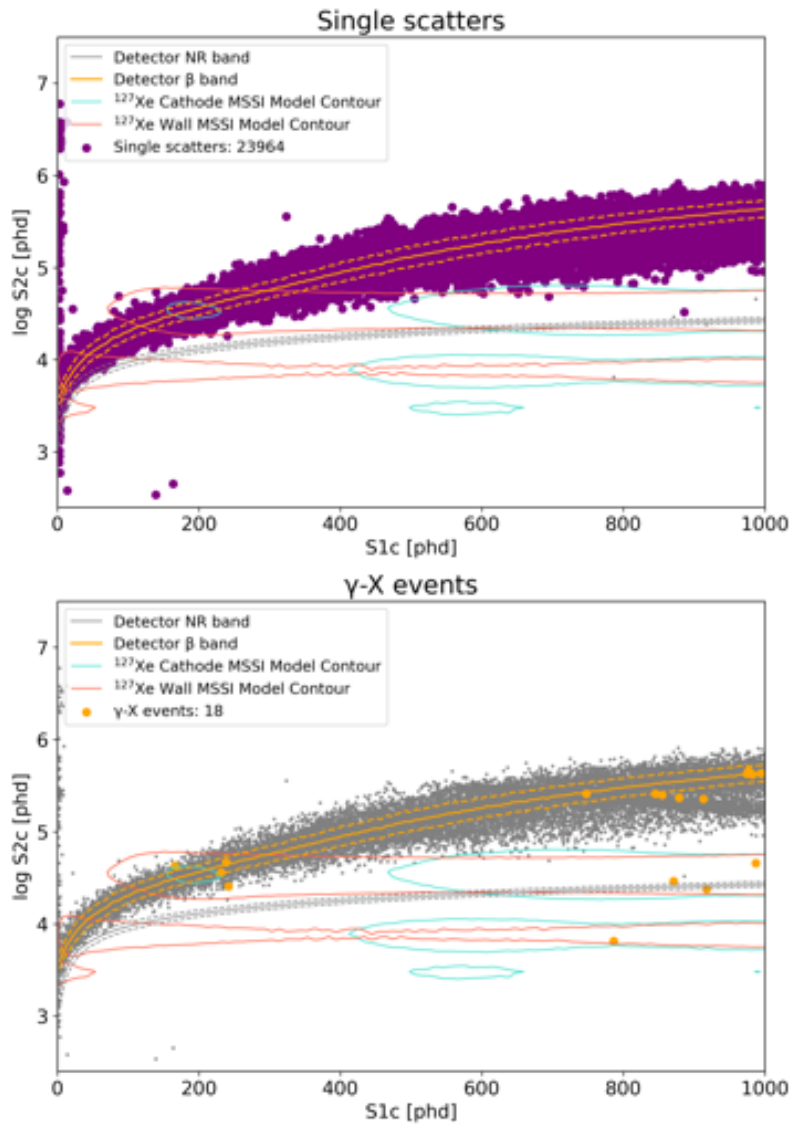 Single scatters
Detector NR band
Detector β band
¹²⁷Xe Cathode MSSI Model Contour
¹²⁷Xe Wall MSSI Model Contour
Single scatters: 23964
7
6
5
4
3
log S2c [phd]
0 200 400 600 800 1000
S1c [phd]
γ-X events
Detector NR band
Detector β band
¹²⁷Xe Cathode MSSI Model Contour
¹²⁷Xe Wall MSSI Model Contour
γ-X events: 18
7
6
5
4
3
log S2c [phd]
0 200 400 600 800 1000
S1c [phd]